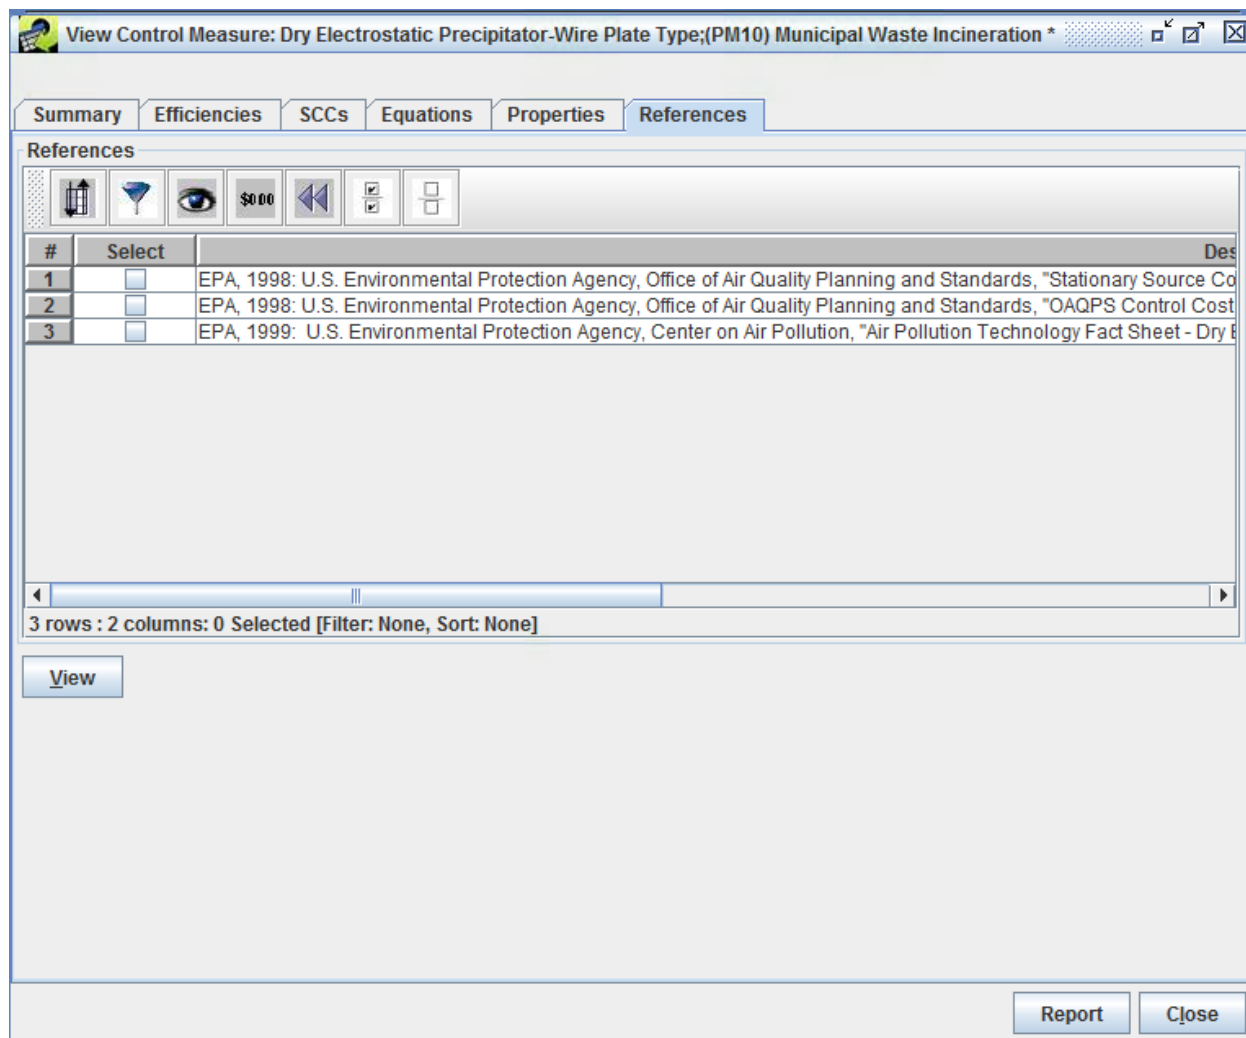 View Control Measure: Dry Electrostatic Precipitator-Wire Plate Type;(PM10) Municipal Waste Incineration *
Summary Efficiencies SCCs Equations Properties References
References
$0.00
# Select Des
1 EPA, 1998: U.S. Environmental Protection Agency, Office of Air Quality Planning and Standards, "Stationary Source Co
2 EPA, 1998: U.S. Environmental Protection Agency, Office of Air Quality Planning and Standards, "OAQPS Control Cost
3 EPA, 1999: U.S. Environmental Protection Agency, Center on Air Pollution, "Air Pollution Technology Fact Sheet - Dry E
3 rows : 2 columns: 0 Selected [Filter: None, Sort: None]
View
Report Close